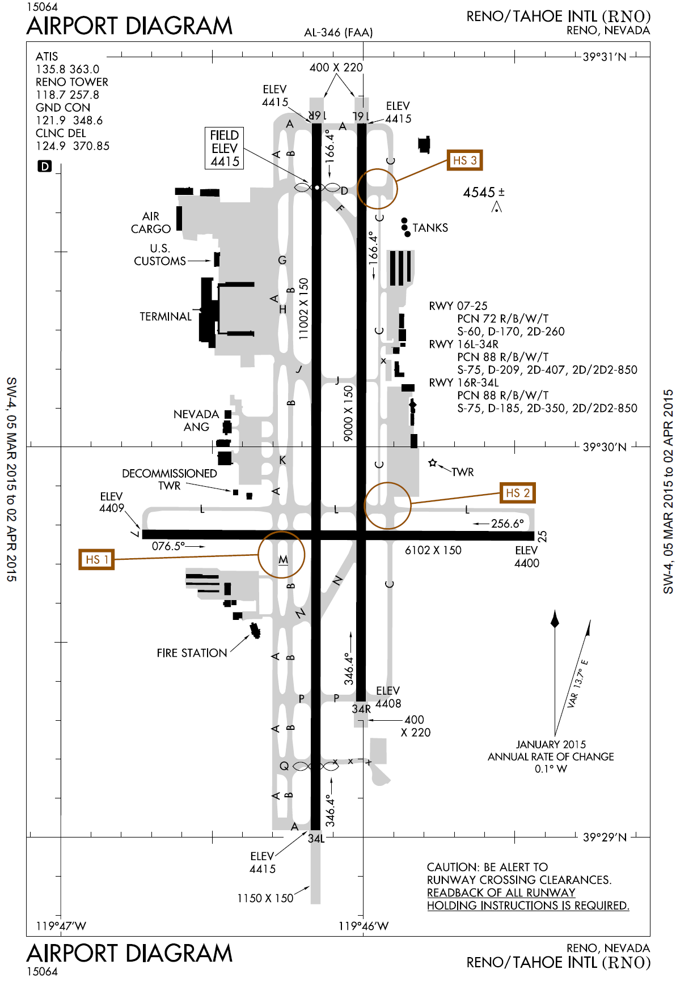 15064
AIRPORT DIAGRAM
AL-346 (FAA)
RENO/TAHOE INTL (RNO)
RENO, NEVADA
ATIS
135.8 363.0
RENO TOWER
118.7 257.8
GND CON
121.9 348.6
CLNC DEL
124.9 370.85
D
39°31'N
400 X 220
ELEV
4415
16R
16L
ELEV
4415
A
A
FIELD
ELEV
4415
A
B
166.4°
C
HS 3
D
F
4545 ±
AIR
CARGO
C
TANKS
U.S.
CUSTOMS
G
166.4°
A
B
H
11002 X 150
TERMINAL
C
X
RWY 07-25
PCN 72 R/B/W/T
S-60, D-170, 2D-260
RWY 16L-34R
PCN 88 R/B/W/T
S-75, D-209, 2D-407, 2D/2D2-850
RWY 16R-34L
PCN 88 R/B/W/T
S-75, D-185, 2D-350, 2D/2D2-850
J
J
B
9000 X 150
NEVADA
ANG
39°30'N
K
C
TWR
DECOMMISSIONED
TWR
A
HS 2
ELEV
4409
L
L
L
256.6°
7
25
076.5°
6102 X 150
ELEV
4400
HS 1
M
B
N
C
N
FIRE STATION
A
B
346.4°
VAR 13.7° E
P
P
ELEV
4408
34R
400
X 220
A
B
JANUARY 2015
ANNUAL RATE OF CHANGE
0.1° W
Q
X
X
X
A
B
346.4°
A
34L
39°29'N
ELEV
4415
1150 X 150
CAUTION: BE ALERT TO
RUNWAY CROSSING CLEARANCES.
READBACK OF ALL RUNWAY
HOLDING INSTRUCTIONS IS REQUIRED.
119°47'W
119°46'W
SW-4, 05 MAR 2015 to 02 APR 2015
SW-4, 05 MAR 2015 to 02 APR 2015
AIRPORT DIAGRAM
15064
RENO, NEVADA
RENO/TAHOE INTL (RNO)